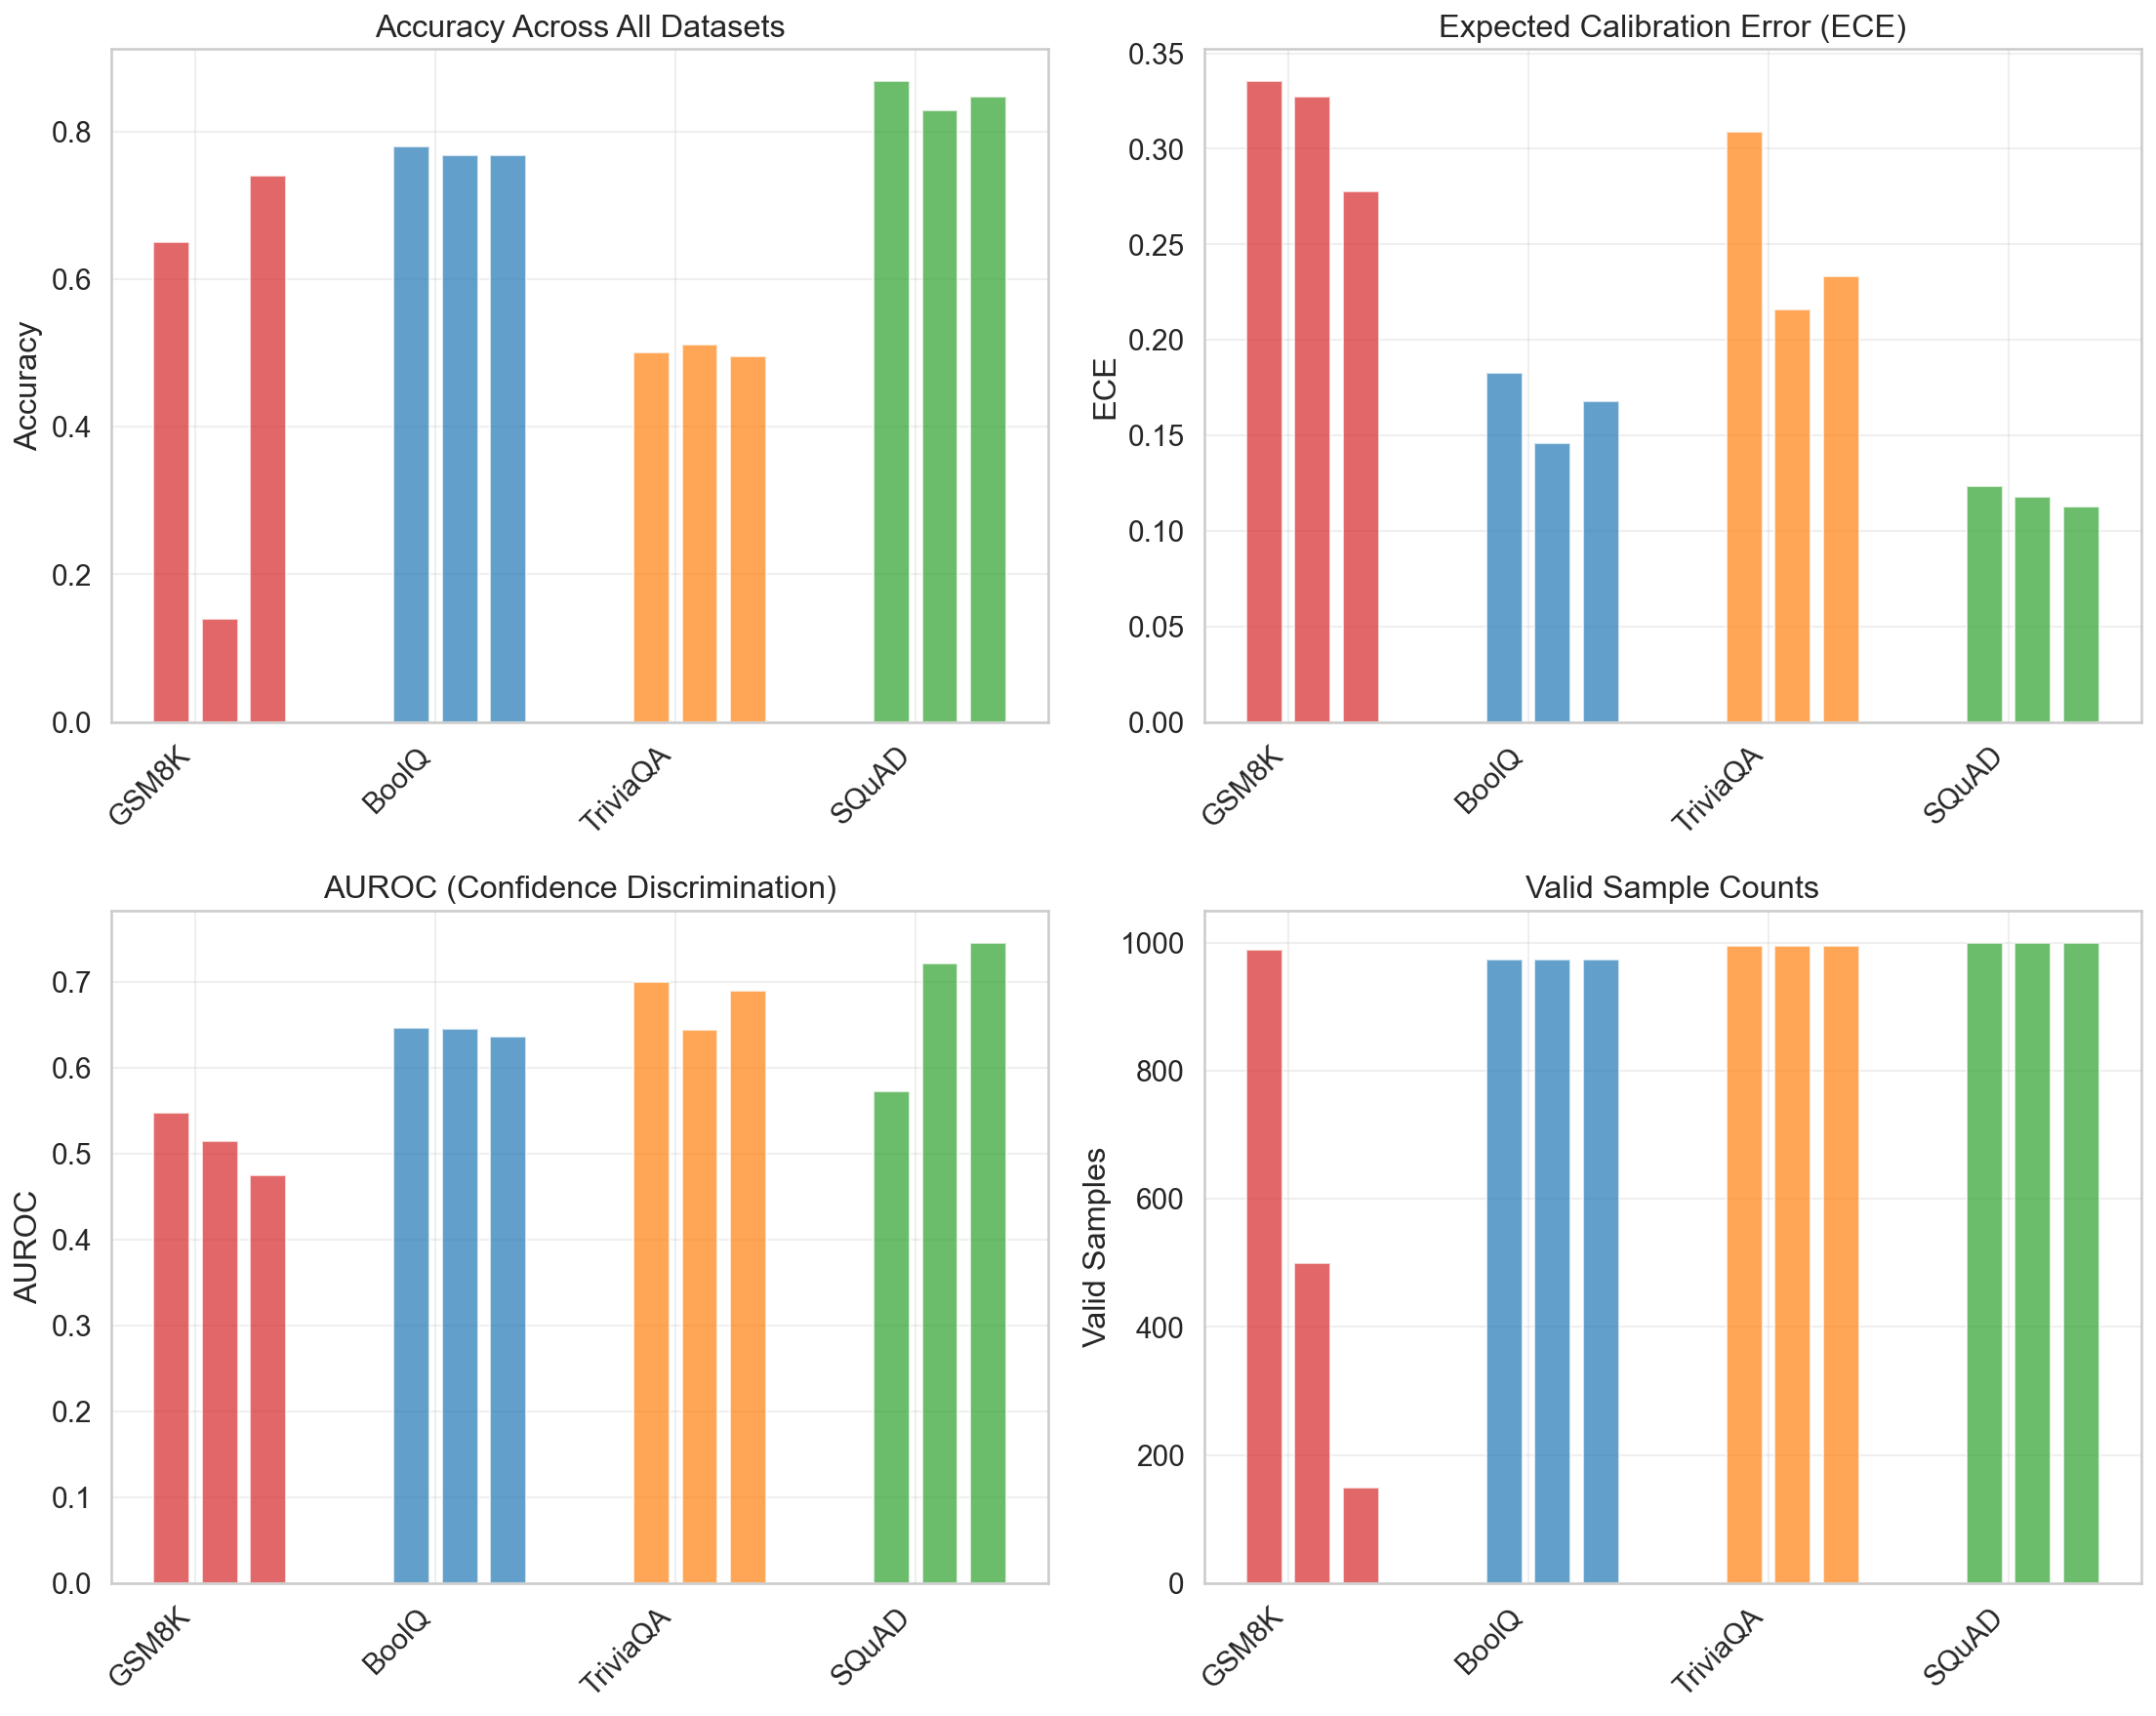 Accuracy Across All Datasets
Accuracy
0.8
0.6
0.4
0.2
0.0
GSM8K
BoolQ
TriviaQA
SQuAD
Expected Calibration Error (ECE)
ECE
0.35
0.30
0.25
0.20
0.15
0.10
0.05
0.00
GSM8K
BoolQ
TriviaQA
SQuAD
AUROC (Confidence Discrimination)
AUROC
0.7
0.6
0.5
0.4
0.3
0.2
0.1
0.0
GSM8K
BoolQ
TriviaQA
SQuAD
Valid Sample Counts
Valid Samples
1000
800
600
400
200
0
GSM8K
BoolQ
TriviaQA
SQuAD